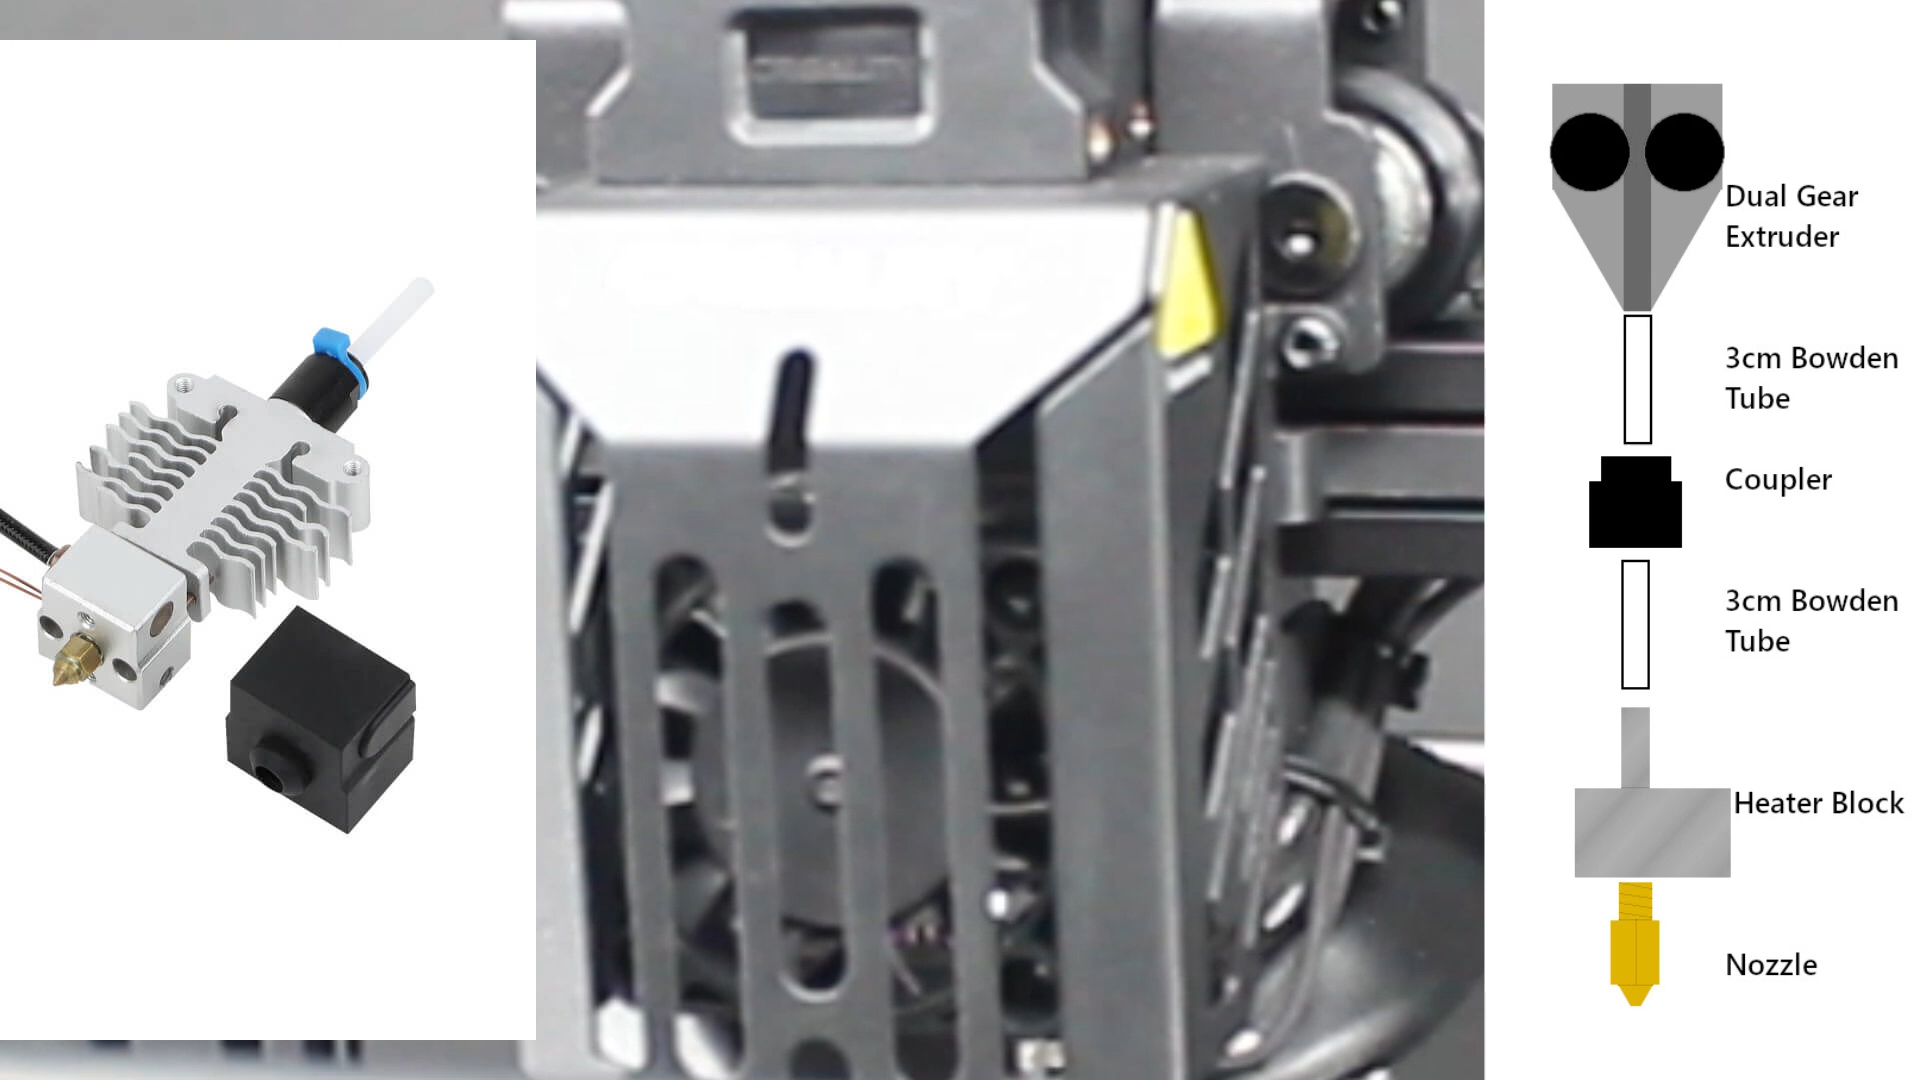 Dual Gear
Extruder
3cm Bowden
Tube
Coupler
3cm Bowden
Tube
Heater Block
Nozzle